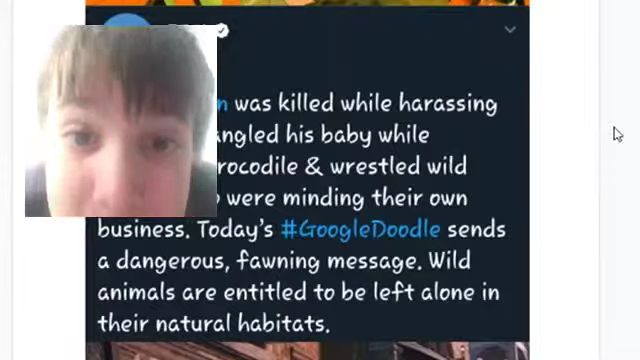 n was killed while harassing
angled his baby while
rocodile & wrestled wild
o were minding their own
business. Today's #GoogleDoodle sends
a dangerous, fawning message. Wild
animals are entitled to be left alone in
their natural habitats.